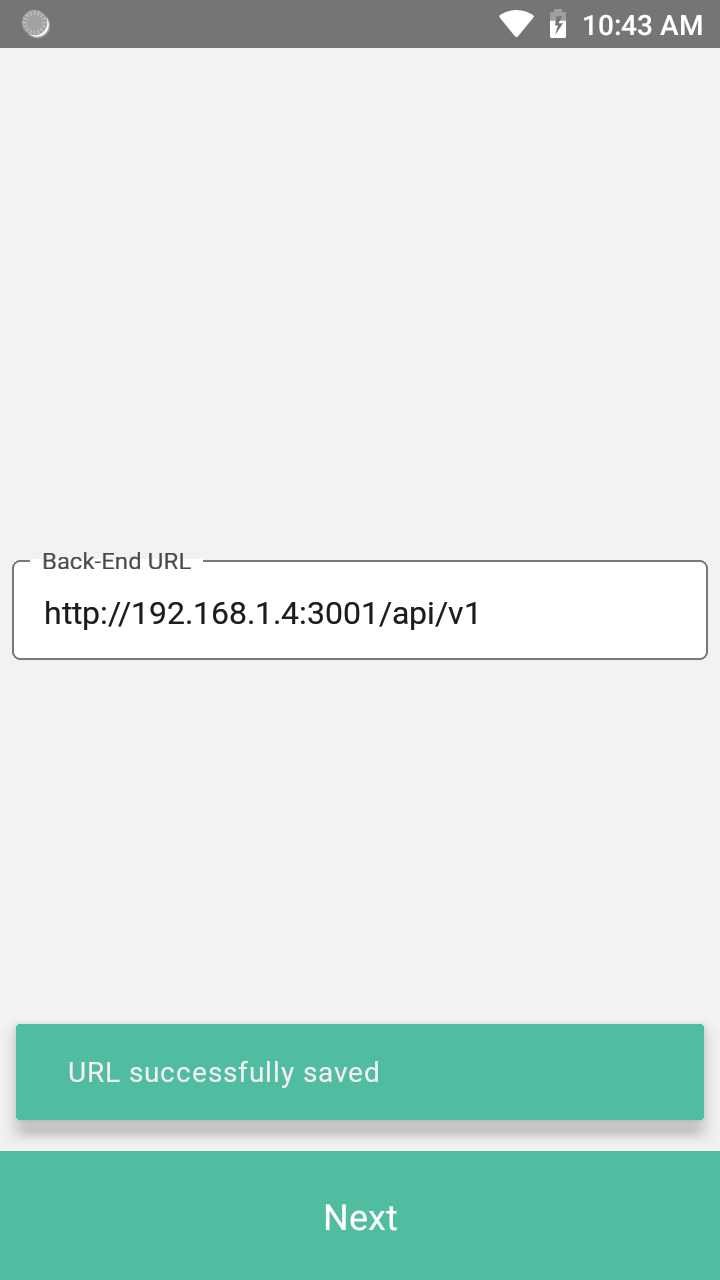 10:43 AM
Back-End URL
http://192.168.1.4:3001/api/v1
URL successfully saved
Next